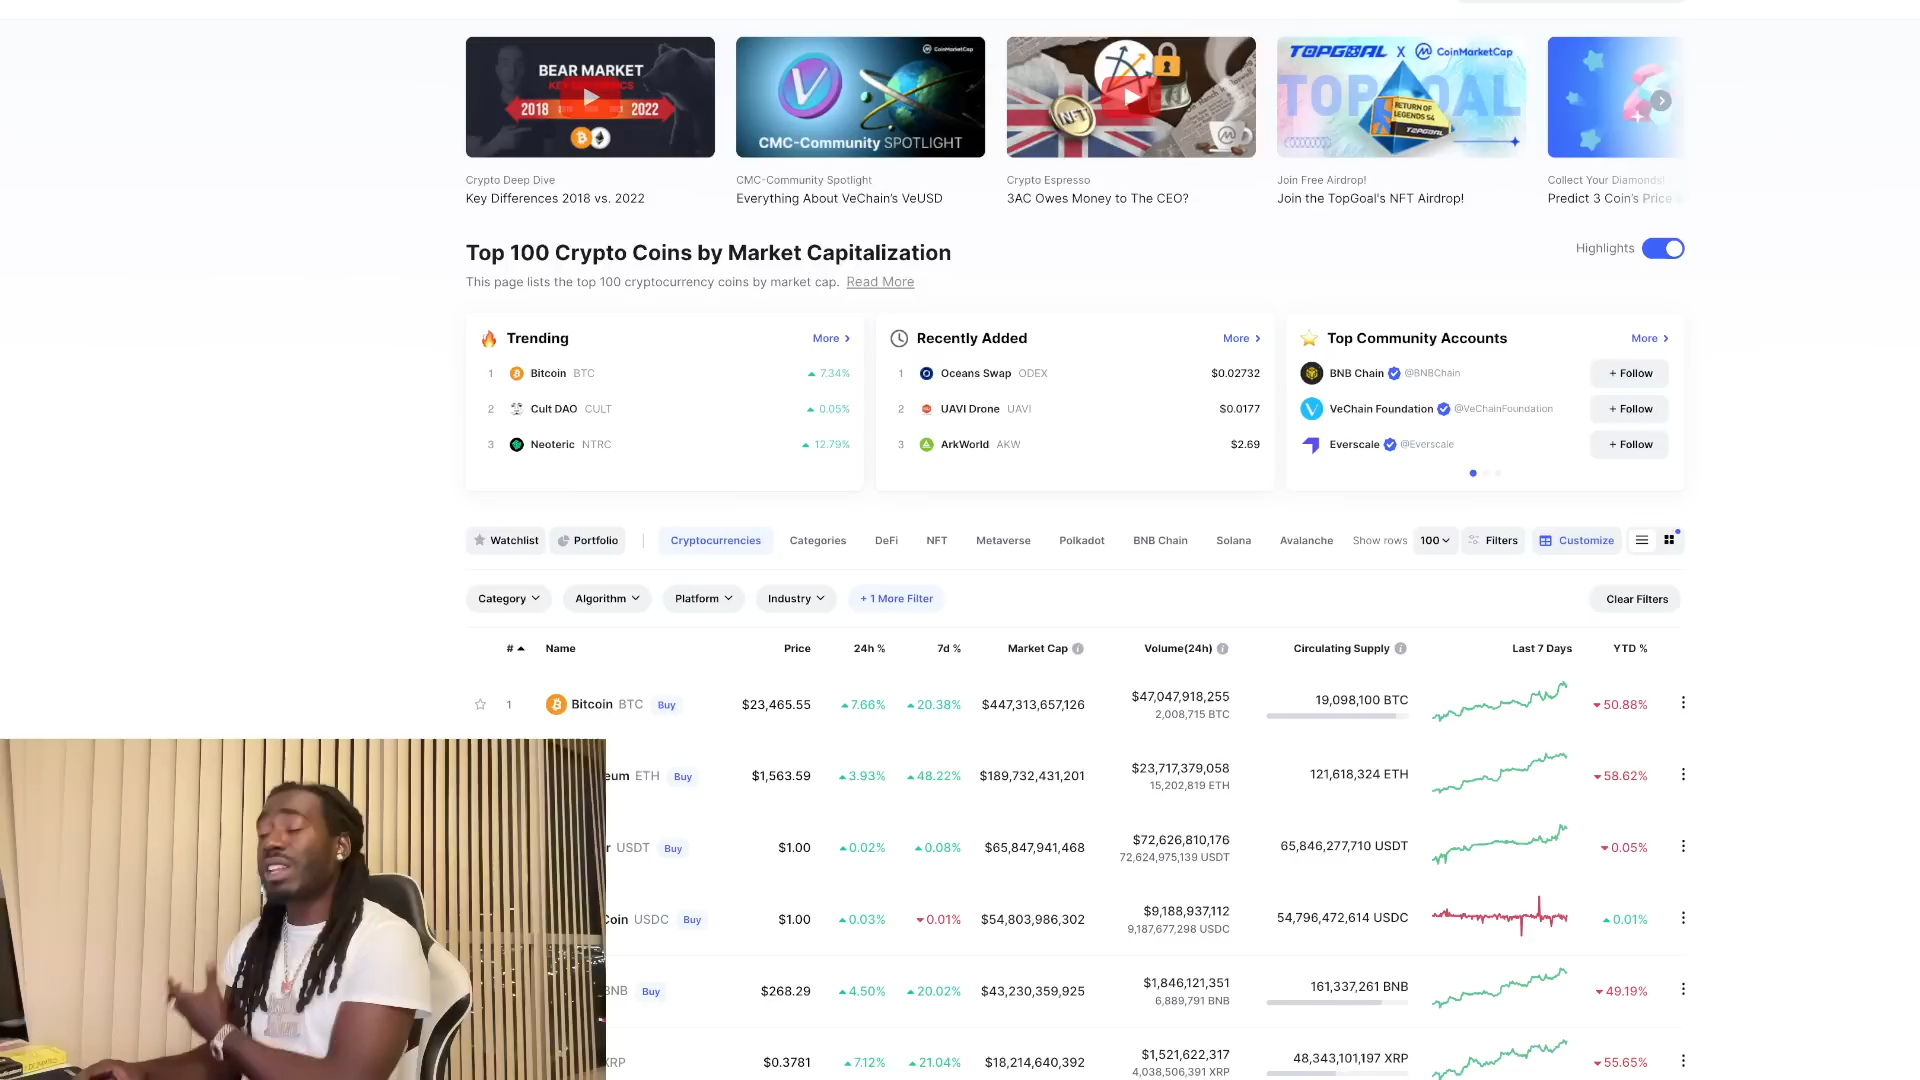 BEAR MARKET
2018
2022
CoinMarketCap
CMC-Community SPOTLIGHT
NFT
TOPGOAL X CoinMarketCap
TOPGOAL
RETURN OF
LEGENDS S4
TOPGOAL
Crypto Deep Dive
Key Differences 2018 vs. 2022
CMC-Community Spotlight
Everything About VeChain's VeUSD
Crypto Espresso
3AC Owes Money to The CEO?
Join Free Airdrop!
Join the TopGoal's NFT Airdrop!
Collect Your Diamonds!
Predict 3 Coin's Price
Top 100 Crypto Coins by Market Capitalization
Highlights
This page lists the top 100 cryptocurrency coins by market cap. Read More
Trending
More
1 Bitcoin BTC 7.34%
2 Cult DAO CULT 0.05%
3 Neoteric NTRC 12.79%
Recently Added
More
1 Oceans Swap ODEX $0.02732
2 UAVI Drone UAVI $0.0177
3 ArkWorld AKW $2.69
Top Community Accounts
More
BNB Chain @BNBChain + Follow
VeChain Foundation @VeChainFoundation + Follow
Everscale @Everscale + Follow
Watchlist Portfolio Cryptocurrencies Categories DeFi NFT Metaverse Polkadot BNB Chain Solana Avalanche Show rows 100 Filters Customize
Category Algorithm Platform Industry + 1 More Filter Clear Filters
# Name Price 24h % 7d % Market Cap Volume(24h) Circulating Supply Last 7 Days YTD %
1 Bitcoin BTC Buy $23,465.55 7.66% 20.38% $447,313,657,126 $47,047,918,255 19,098,100 BTC 50.88%
2,008,715 BTC
eum ETH Buy $1,563.59 3.93% 48.22% $189,732,431,201 $23,717,379,058 121,618,324 ETH 58.62%
15,202,819 ETH
r USDT Buy $1.00 0.02% 0.08% $65,847,941,468 $72,626,810,176 65,846,277,710 USDT 0.05%
72,624,975,139 USDT
Coin USDC Buy $1.00 0.03% 0.01% $54,803,986,302 $9,188,937,112 54,796,472,614 USDC 0.01%
9,187,677,298 USDC
BNB Buy $268.29 4.50% 20.02% $43,230,359,925 $1,846,121,351 161,337,261 BNB 49.19%
6,889,791 BNB
XRP $0.3781 7.12% 21.04% $18,214,640,392 $1,521,622,317 48,343,101,197 XRP 55.65%
4,038,506,391 XRP